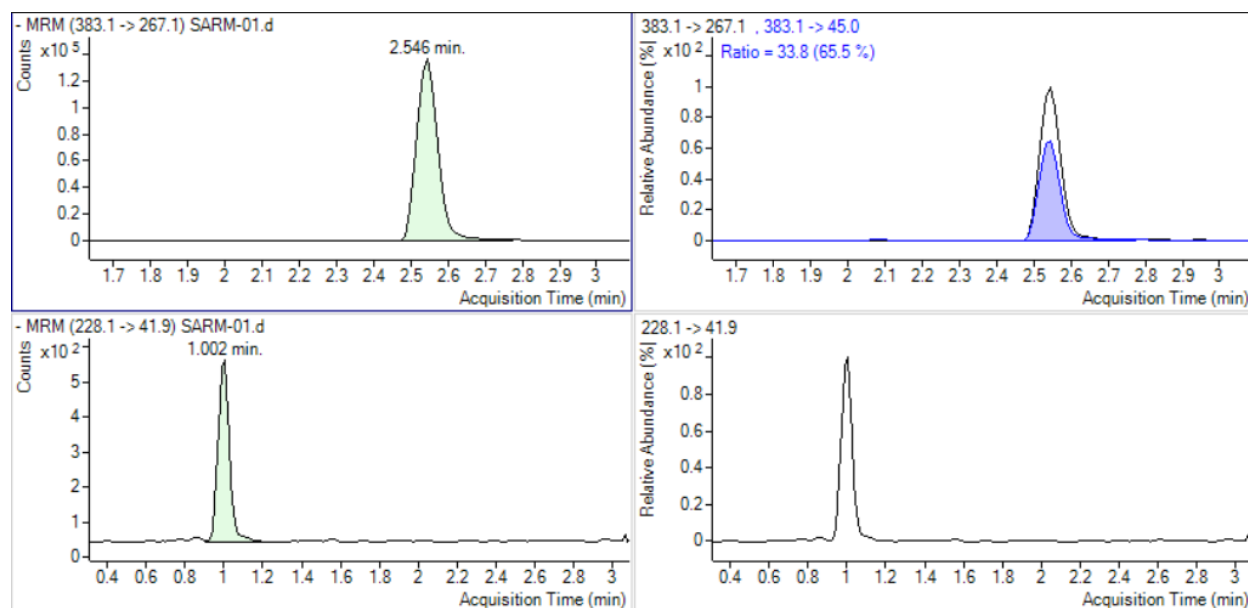 - MRM (383.1 -> 267.1) SARM-01.d
Counts
x10 5
2.546 min.
1.2
1
0.8
0.6
0.4
0.2
0
1.7 1.8 1.9 2 2.1 2.2 2.3 2.4 2.5 2.6 2.7 2.8 2.9 3
Acquisition Time (min)
383.1 -> 267.1 , 383.1 -> 45.0
Relative Abundance (%)
x10 2
Ratio = 33.8 (65.5 %)
1
0.8
0.6
0.4
0.2
0
1.7 1.8 1.9 2 2.1 2.2 2.3 2.4 2.5 2.6 2.7 2.8 2.9 3
Acquisition Time (min)
- MRM (228.1 -> 41.9) SARM-01.d
Counts
x10 2
1.002 min.
5
4
3
2
1
0
0.4 0.6 0.8 1 1.2 1.4 1.6 1.8 2 2.2 2.4 2.6 2.8 3
Acquisition Time (min)
228.1 -> 41.9
Relative Abundance (%)
x10 2
1
0.8
0.6
0.4
0.2
0
0.4 0.6 0.8 1 1.2 1.4 1.6 1.8 2 2.2 2.4 2.6 2.8 3
Acquisition Time (min)